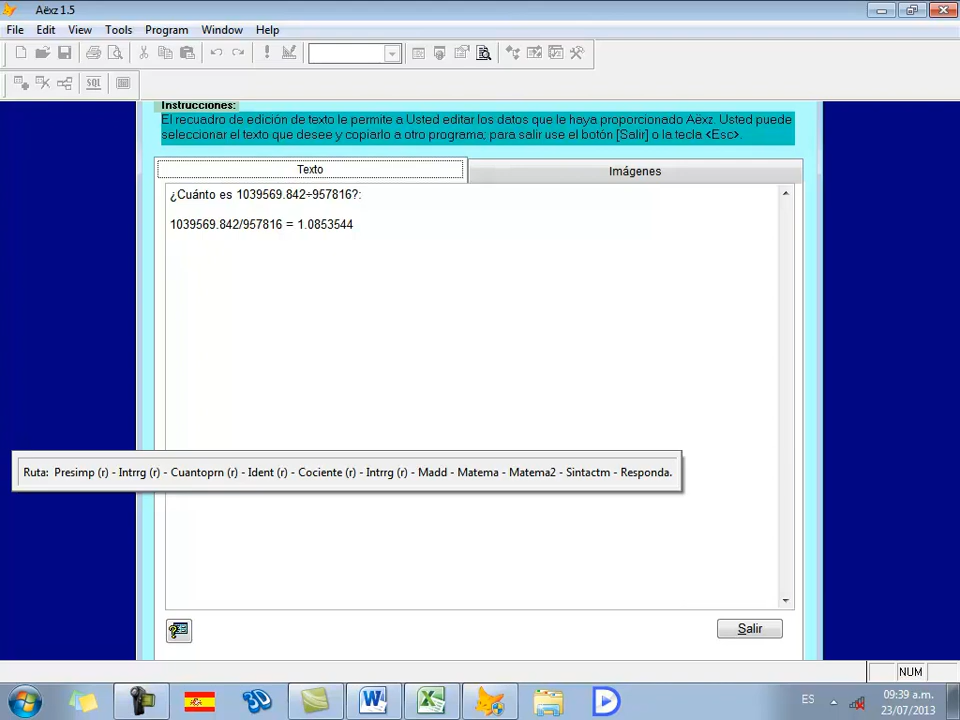 Aëxz 1.5
File Edit View Tools Program Window Help
SQL
Instrucciones:
El recuadro de edición de texto le permite a Usted editar los datos que le haya proporcionado Aëxz. Usted puede
seleccionar el texto que desee y copiarlo a otro programa; para salir use el botón [Salir] o la tecla <Esc>.
Texto Imágenes
¿Cuánto es 1039569.842÷957816?:
1039569.842/957816 = 1.0853544
Ruta: Presimp (r) - Intrrg (r) - Cuantoprn (r) - Ident (r) - Cociente (r) - Intrrg (r) - Madd - Matema - Matema2 - Sintactm - Responda.
Salir
NUM
3D
ES
09:39 a.m.
23/07/2013